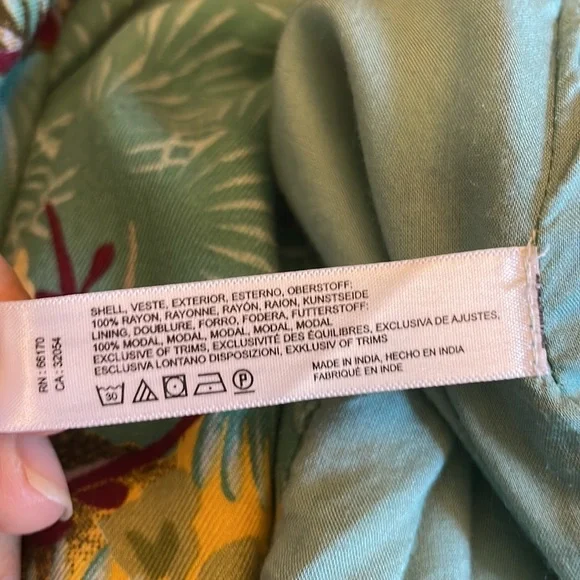 RN : 66170
CA : 32054
SHELL, VESTE, EXTERIOR, ESTERNO, OBERSTOFF:
100% RAYON, RAYONNE, RAYÓN, RAION, KUNSTSEIDE
LINING, DOUBLURE, FORRO, FODERA, FUTTERSTOFF:
100% MODAL, MODAL, MODAL, MODAL, MODAL
EXCLUSIVE OF TRIMS, EXCLUSIVITÉ DES ÉQUILIBRES, EXCLUSIVA DE AJUSTES,
ESCLUSIVA LONTANO DISPOSIZIONI, EXKLUSIV OF TRIMS
MADE IN INDIA, HECHO EN INDIA
FABRIQUÉ EN INDE
30
P